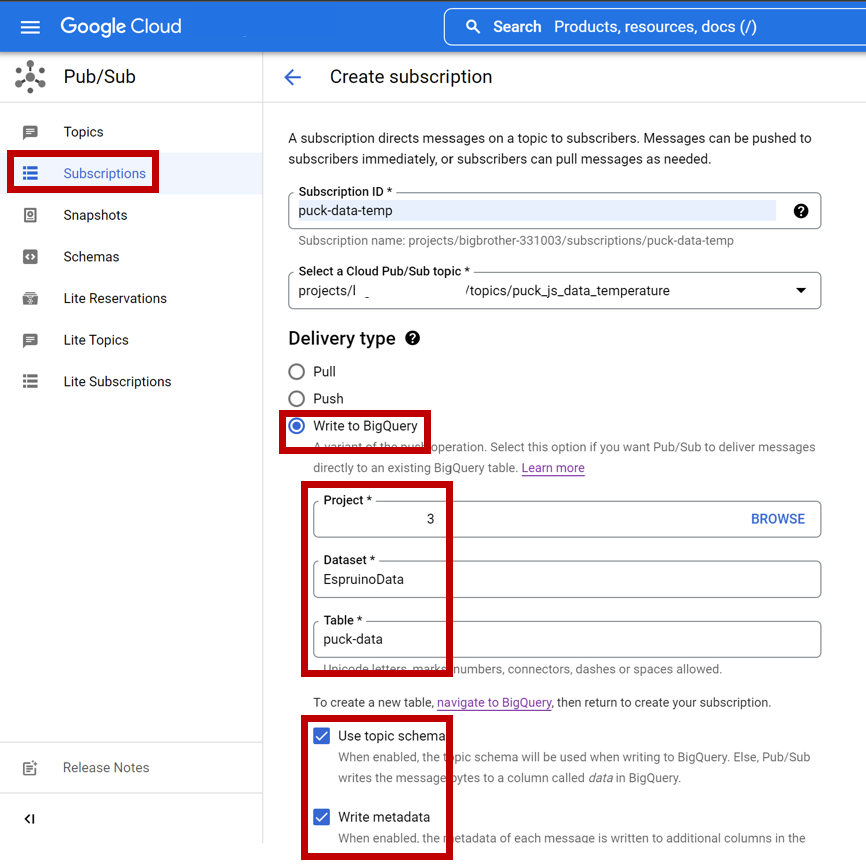 Google Cloud
Search Products, resources, docs (/)
Pub/Sub
Create subscription
Topics
Subscriptions
Snapshots
Schemas
Lite Reservations
Lite Topics
Lite Subscriptions
Release Notes
A subscription directs messages on a topic to subscribers. Messages can be pushed to
subscribers immediately, or subscribers can pull messages as needed.
Subscription ID *
puck-data-temp
Subscription name: projects/bigbrother-331003/subscriptions/puck-data-temp
Select a Cloud Pub/Sub topic *
projects/ /topics/puck_js_data_temperature
Delivery type
Pull
Push
Write to BigQuery
A variant of the push operation. Select this option if you want Pub/Sub to deliver messages
directly to an existing BigQuery table. Learn more
Project *
3
BROWSE
Dataset *
EspruinoData
Table *
puck-data
Unicode letters, marks, numbers, connectors, dashes or spaces allowed.
To create a new table, navigate to BigQuery, then return to create your subscription.
Use topic schema
When enabled, the topic schema will be used when writing to BigQuery. Else, Pub/Sub
writes the message bytes to a column called data in BigQuery.
Write metadata
When enabled, the metadata of each message is written to additional columns in the